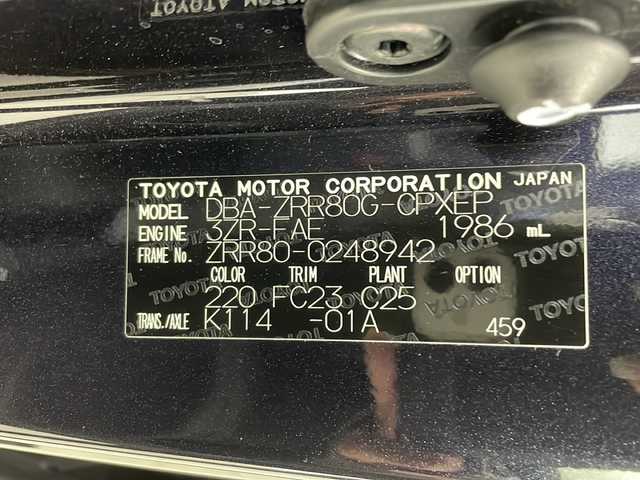 TOYOTA MOTOR CORPORATION JAPAN
MODEL DBA-ZRR80G-CPXEP
ENGINE 3ZR-FAE 1986 mL
FRAME No. ZRR80-0248942
COLOR TRIM PLANT OPTION
220 FC23 C25
TRANS./AXLE K114 -01A 459